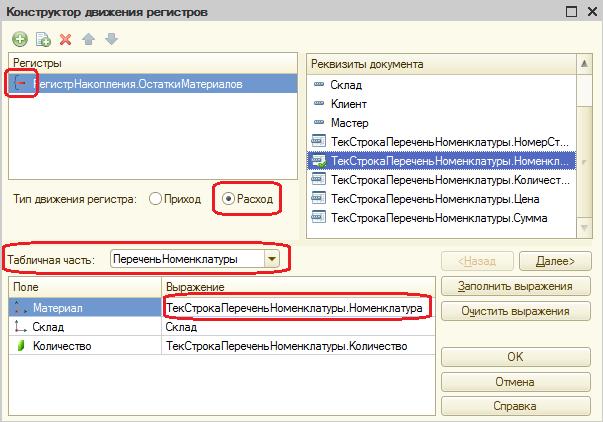 Конструктор движения регистров
Регистры
РегистрНакопления.ОстаткиМатериалов
Реквизиты документа
Склад
Клиент
Мастер
ТекСтрокаПереченьНоменклатуры.НомерСт...
ТекСтрокаПереченьНоменклатуры.Номенкл...
ТекСтрокаПереченьНоменклатуры.Количест...
ТекСтрокаПереченьНоменклатуры.Цена
ТекСтрокаПереченьНоменклатуры.Сумма
Тип движения регистра: Приход Расход
Табличная часть: ПереченьНоменклатуры
<Назад Далее>
Поле Выражение
Материал ТекСтрокаПереченьНоменклатуры.Номенклатура
Склад Склад
Количество ТекСтрокаПереченьНоменклатуры.Количество
Заполнить выражения
Очистить выражения
OK
Отмена
Справка